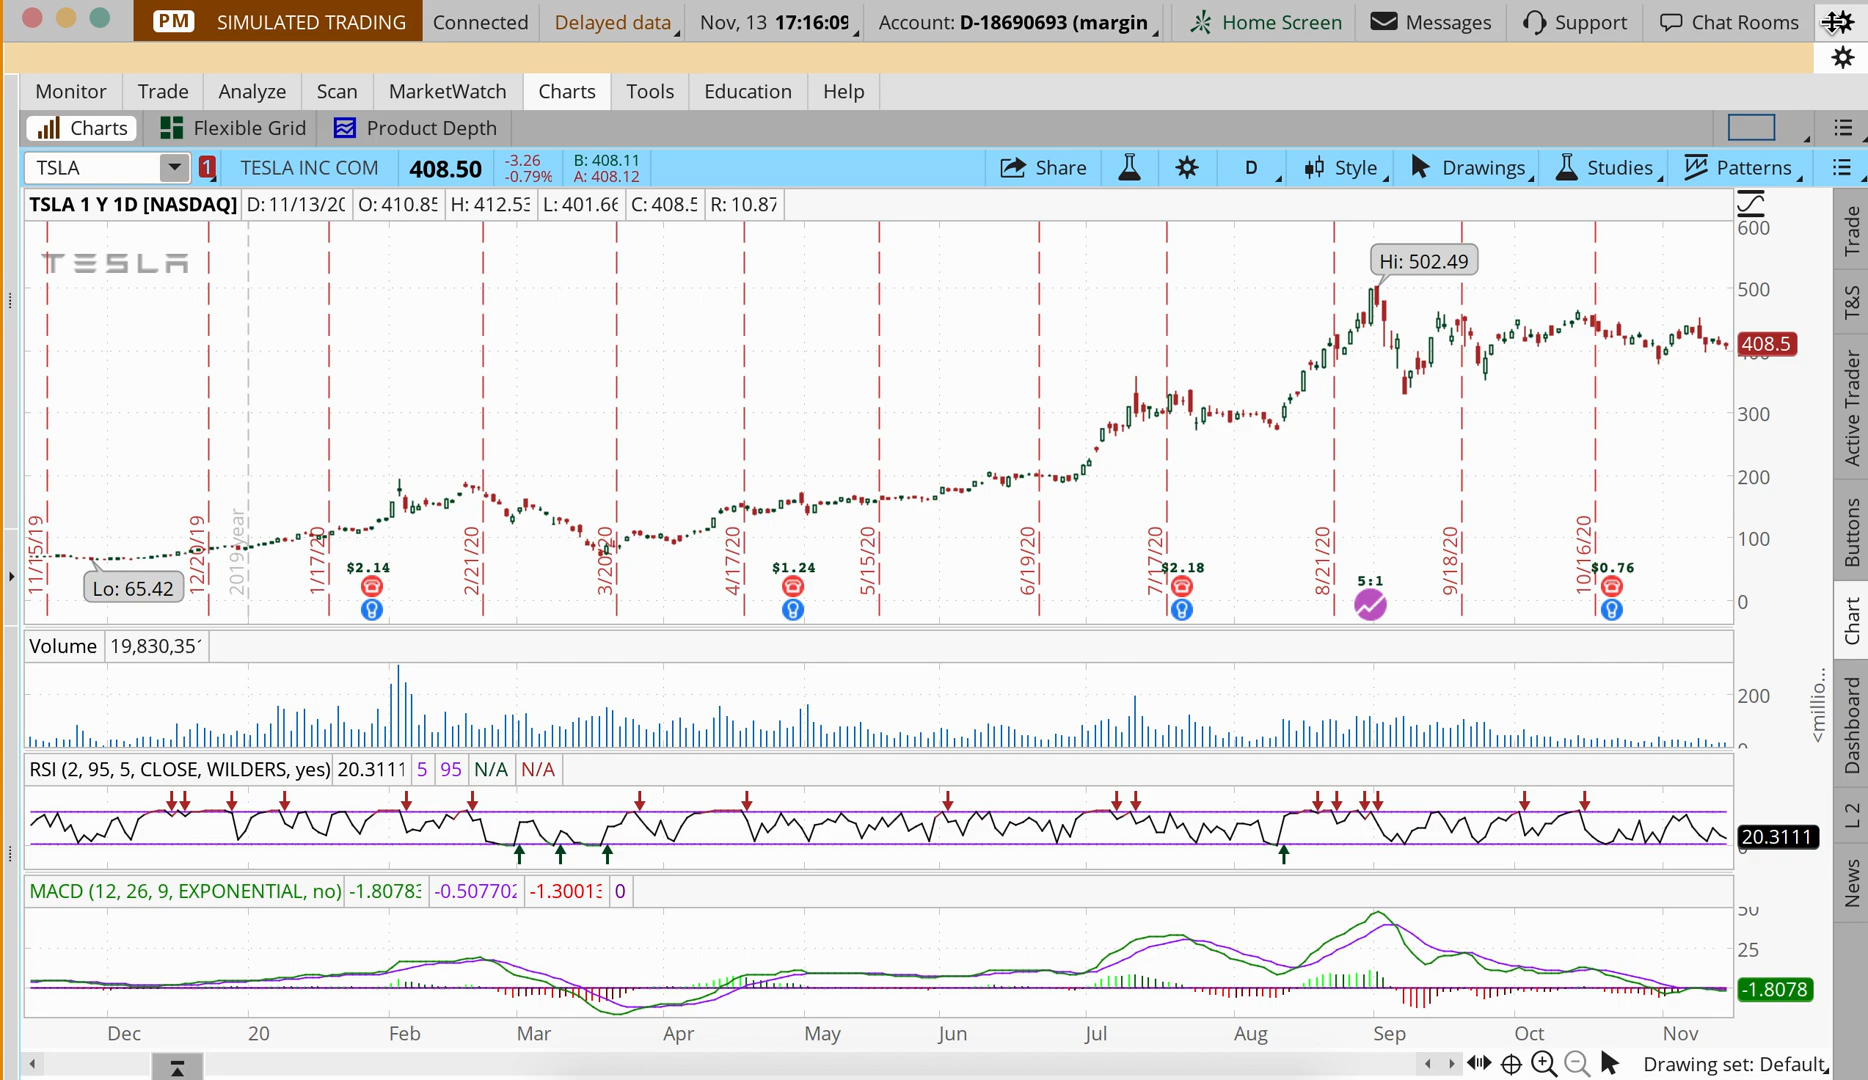 PM SIMULATED TRADING Connected Delayed data Nov, 13 17:16:09 Account: D-18690693 (margin Home Screen Messages Support Chat Rooms
Monitor Trade Analyze Scan MarketWatch Charts Tools Education Help
Charts Flexible Grid Product Depth
TSLA 1 TESLA INC COM 408.50 -3.26 B: 408.11 Share D Style Drawings Studies Patterns
-0.79% A: 408.12
TSLA 1 Y 1D [NASDAQ] D: 11/13/20 O: 410.85 H: 412.53 L: 401.66 C: 408.5 R: 10.87
TESLA
600
Hi: 502.49
500
408.5
300
200
100
0
Lo: 65.42
11/15/19 12/20/19 2019 year 1/17/20 2/21/20 3/20/20 4/17/20 5/15/20 6/19/20 7/17/20 8/21/20 9/18/20 10/16/20
$2.14 $1.24 $2.18 5:1 $0.76
Volume 19,830,35
200
<millio...
RSI (2, 95, 5, CLOSE, WILDERS, yes) 20.3111 5 95 N/A N/A
20.3111
MACD (12, 26, 9, EXPONENTIAL, no) -1.8078 -0.50770 -1.3001 0
50
25
-1.8078
Dec 20 Feb Mar Apr May Jun Jul Aug Sep Oct Nov
Drawing set: Default
Trade
T&S
Active Trader
Buttons
Chart
Dashboard
L 2
News